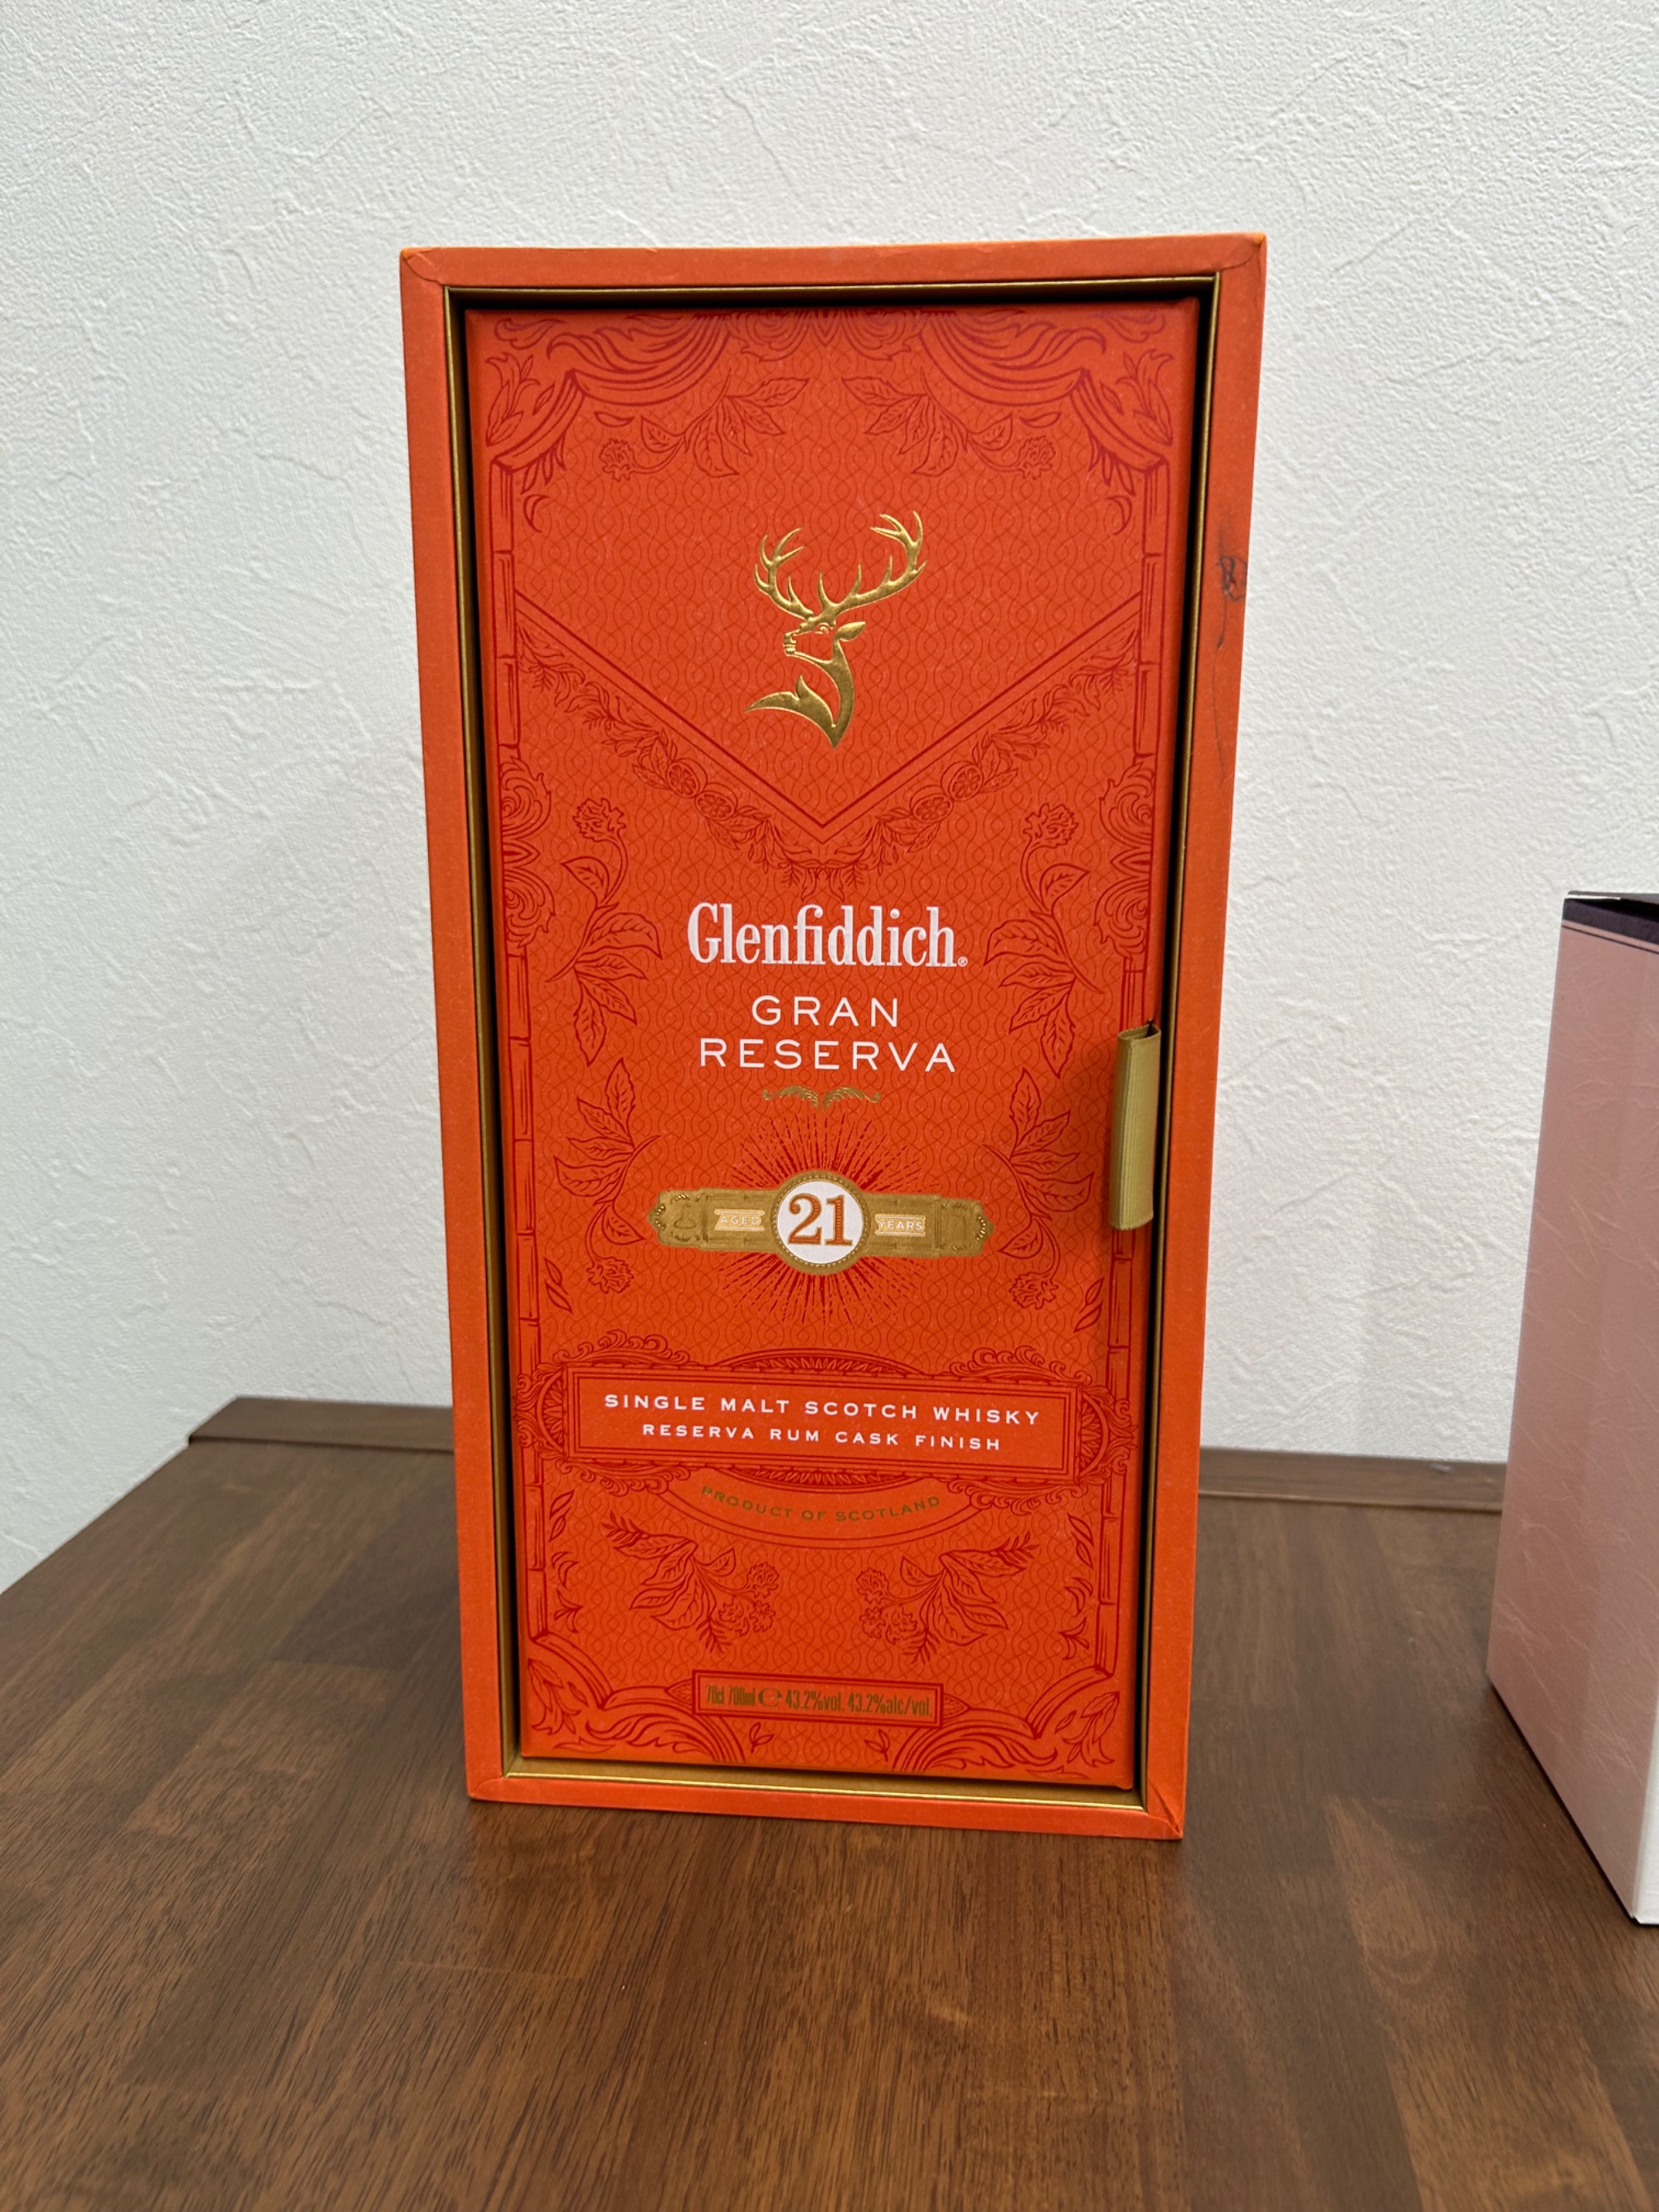 Glenfiddich®
GRAN
RESERVA
AGED 21 YEARS
SINGLE MALT SCOTCH WHISKY
RESERVA RUM CASK FINISH
PRODUCT OF SCOTLAND
70cl 700ml ℮ 43.2%vol. 43.2%alc/vol.